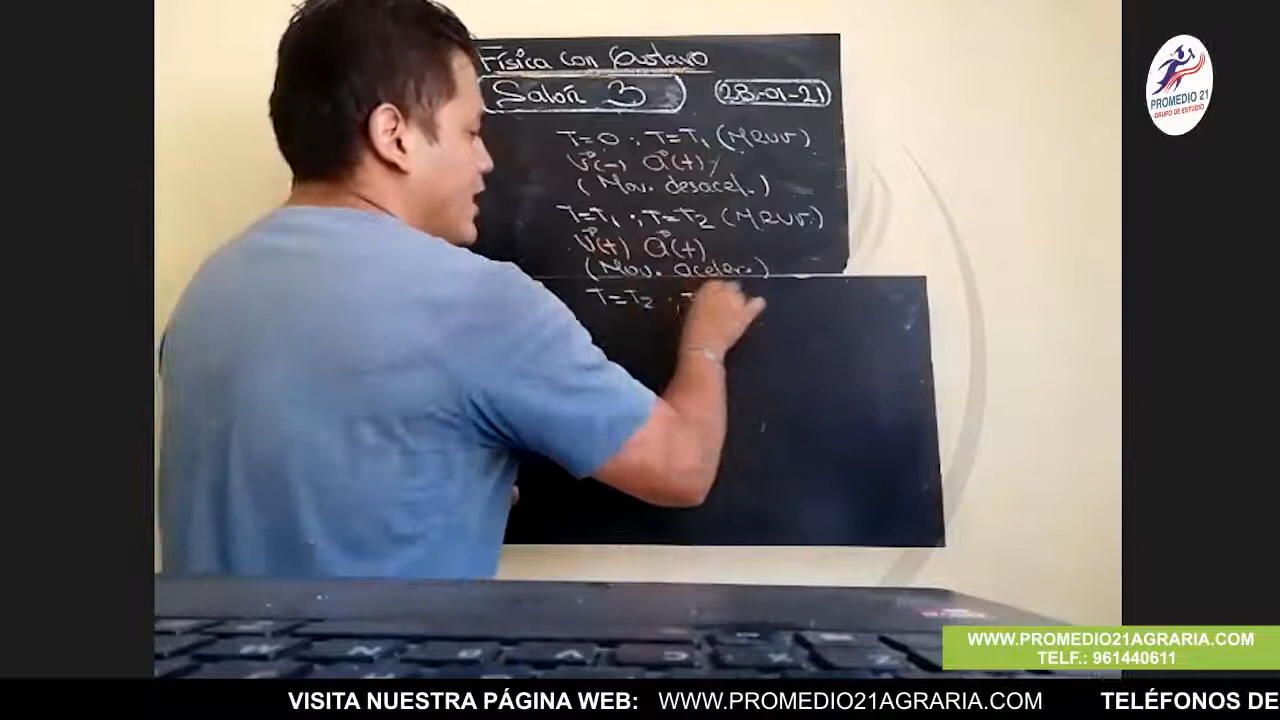 Física con Gustavo
Salón 3
(28-01-21)
T=0 ; T=T₁ (MRUV)
V(-) a(+)
(Mov. desacel.)
T=T₁ ; T=T₂ (MRUV.)
V(+) a(+)
(Mov. aceler.)
T=T₂ ; T
PROMEDIO 21
GRUPO DE ESTUDIO
WWW.PROMEDIO21AGRARIA.COM
TELF.: 961440611
VISITA NUESTRA PÁGINA WEB: WWW.PROMEDIO21AGRARIA.COM TELÉFONOS DE